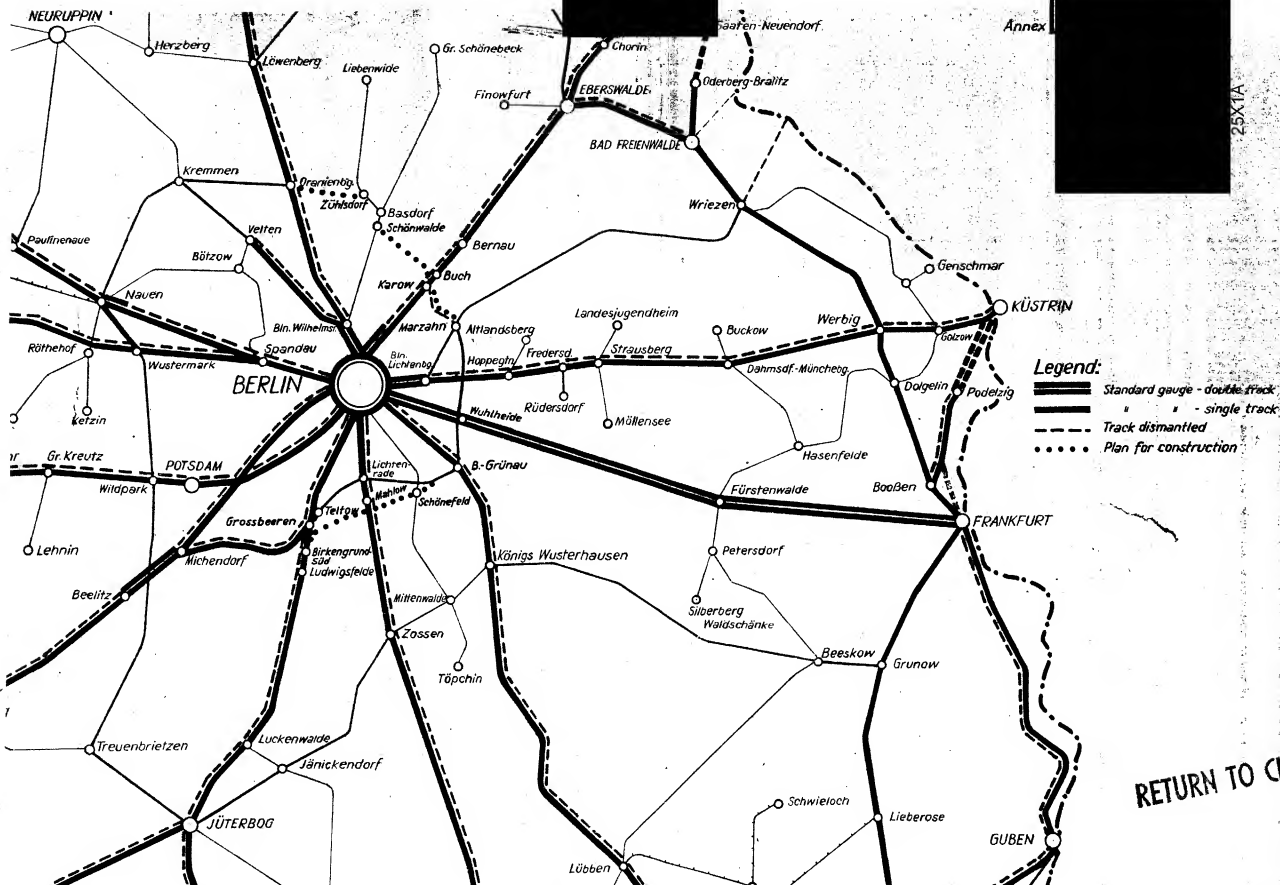 NEURUPPIN
Annex
Saaten-Neuendorf
Herzberg
Chorin
Gr. Schönebeck
Löwenberg
Liebenwide
Oderberg-Bralitz
Finowfurt
EBERSWALDE
25X1A
BAD FREIENWALDE
Kremmen
Oranienbg.
Zühlsdorf
Wriezen
Basdorf
Schönwalde
Velten
Paulinenaue
Bernau
Bötzow
Genschmar
Buch
Karow
Nauen
KÜSTRIN
Landesjugendheim
Werbig
Bln. Wilhelmsr.
Marzahn
Altlandsberg
Buckow
Golzow
Röthehof
Spandau
Bln.
Lichtenbg.
Hoppegtn.
Fredersd.
Strausberg
Wustermark
Dahmsdf.-Müncheбg.
BERLIN
Legend:
Dolgelin
Podelzig
Standard gauge - double track
" " - single track
Track dismantled
Plan for construction
Rüdersdorf
Ketzin
Wuhlheide
Möllensee
Hasenfelde
Gr. Kreutz
POTSDAM
Lichten-
rade
B.-Grünau
Wildpark
Mahlow
Schönefeld
Fürstenwalde
Booßen
Teltow
Grossbeeren
FRANKFURT
Lehnin
Michendorf
Birkengrund-
süd
Ludwigsfelde
Königs Wusterhausen
Petersdorf
Beelitz
Mittenwalde
Silberberg
Waldschänke
Zossen
Beeskow
Grunow
Töpchin
Treuenbrietzen
Luckenwalde
Jänickendorf
RETURN TO
Schwieloch
Lieberose
JÜTERBOG
GUBEN
Lübben